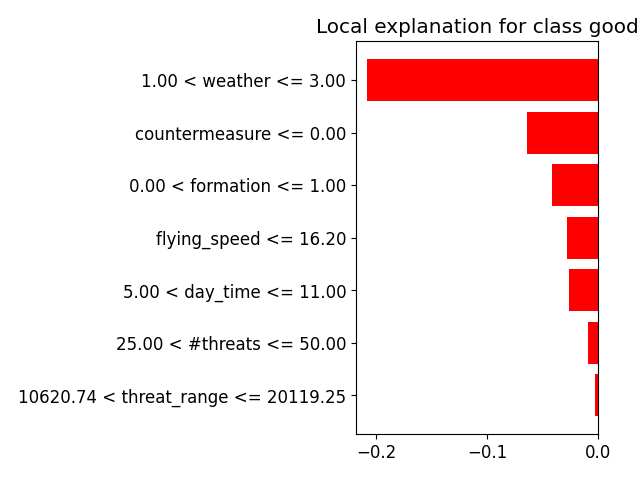 Local explanation for class good
1.00 < weather <= 3.00
countermeasure <= 0.00
0.00 < formation <= 1.00
flying_speed <= 16.20
5.00 < day_time <= 11.00
25.00 < #threats <= 50.00
10620.74 < threat_range <= 20119.25
−0.2 −0.1 0.0